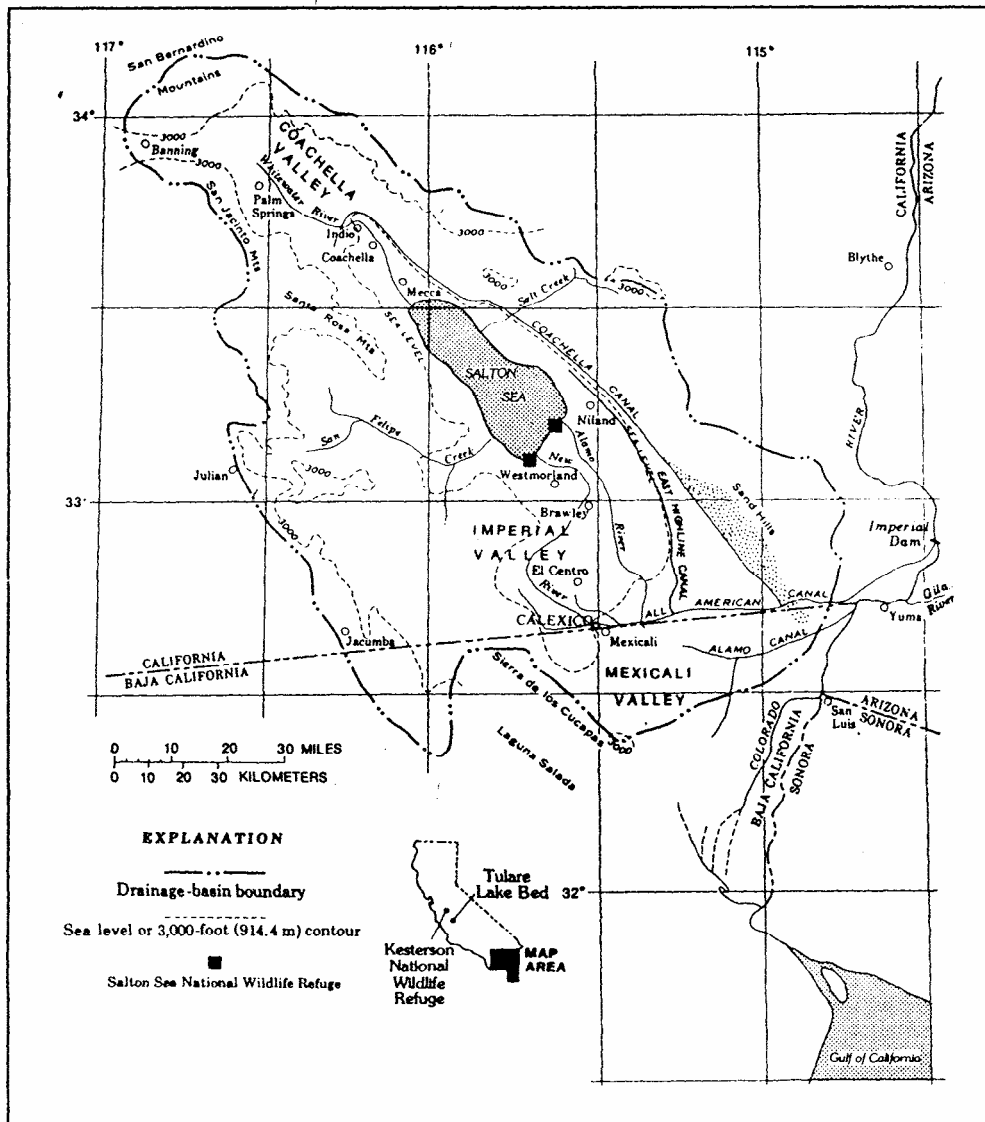 117°
116°
115°
San Bernardino
Mountains
34°
3000
Banning
3000
COACHELLA
VALLEY
Whitewater River
Palm
Springs
San Jacinto Mts
Indio
Coachella
3000
CALIFORNIA
ARIZONA
Blythe
Mecca
Salt Creek
3000
3000
Santa Rosa Mts
SEA LEVEL
COACHELLA CANAL
SALTON
SEA
Niland
RIVER
San Felipe Creek
Alamo River
SEA LEVEL
EAST HIGHLINE CANAL
Sand Hills
Julian
3000
New River
Westmorland
33°
Brawley
3000
IMPERIAL
VALLEY
Imperial
Dam
El Centro
CALEXICO
ALL AMERICAN CANAL
Gila
River
Yuma
Jacumba
Mexicali
ALAMO CANAL
CALIFORNIA
BAJA CALIFORNIA
MEXICALI
VALLEY
Sierra de los Cucapas
3000
Laguna Salada
San
Luis
ARIZONA
SONORA
COLORADO
BAJA CALIFORNIA
SONORA
0 10 20 30 MILES
0 10 20 30 KILOMETERS
EXPLANATION
Drainage-basin boundary
Sea level or 3,000-foot (914.4 m) contour
Salton Sea National Wildlife Refuge
Tulare
Lake Bed
Kesterson
National
Wildlife
Refuge
MAP
AREA
32°
Gulf of California